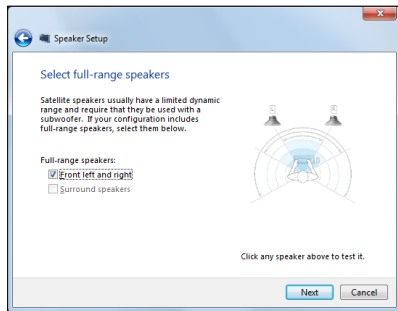 Speaker Setup
Select full-range speakers
Satellite speakers usually have a limited dynamic
range and require that they be used with a
subwoofer. If your configuration includes
full-range speakers, select them below.
Full-range speakers:
Front left and right
Surround speakers
Click any speaker above to test it.
Next Cancel